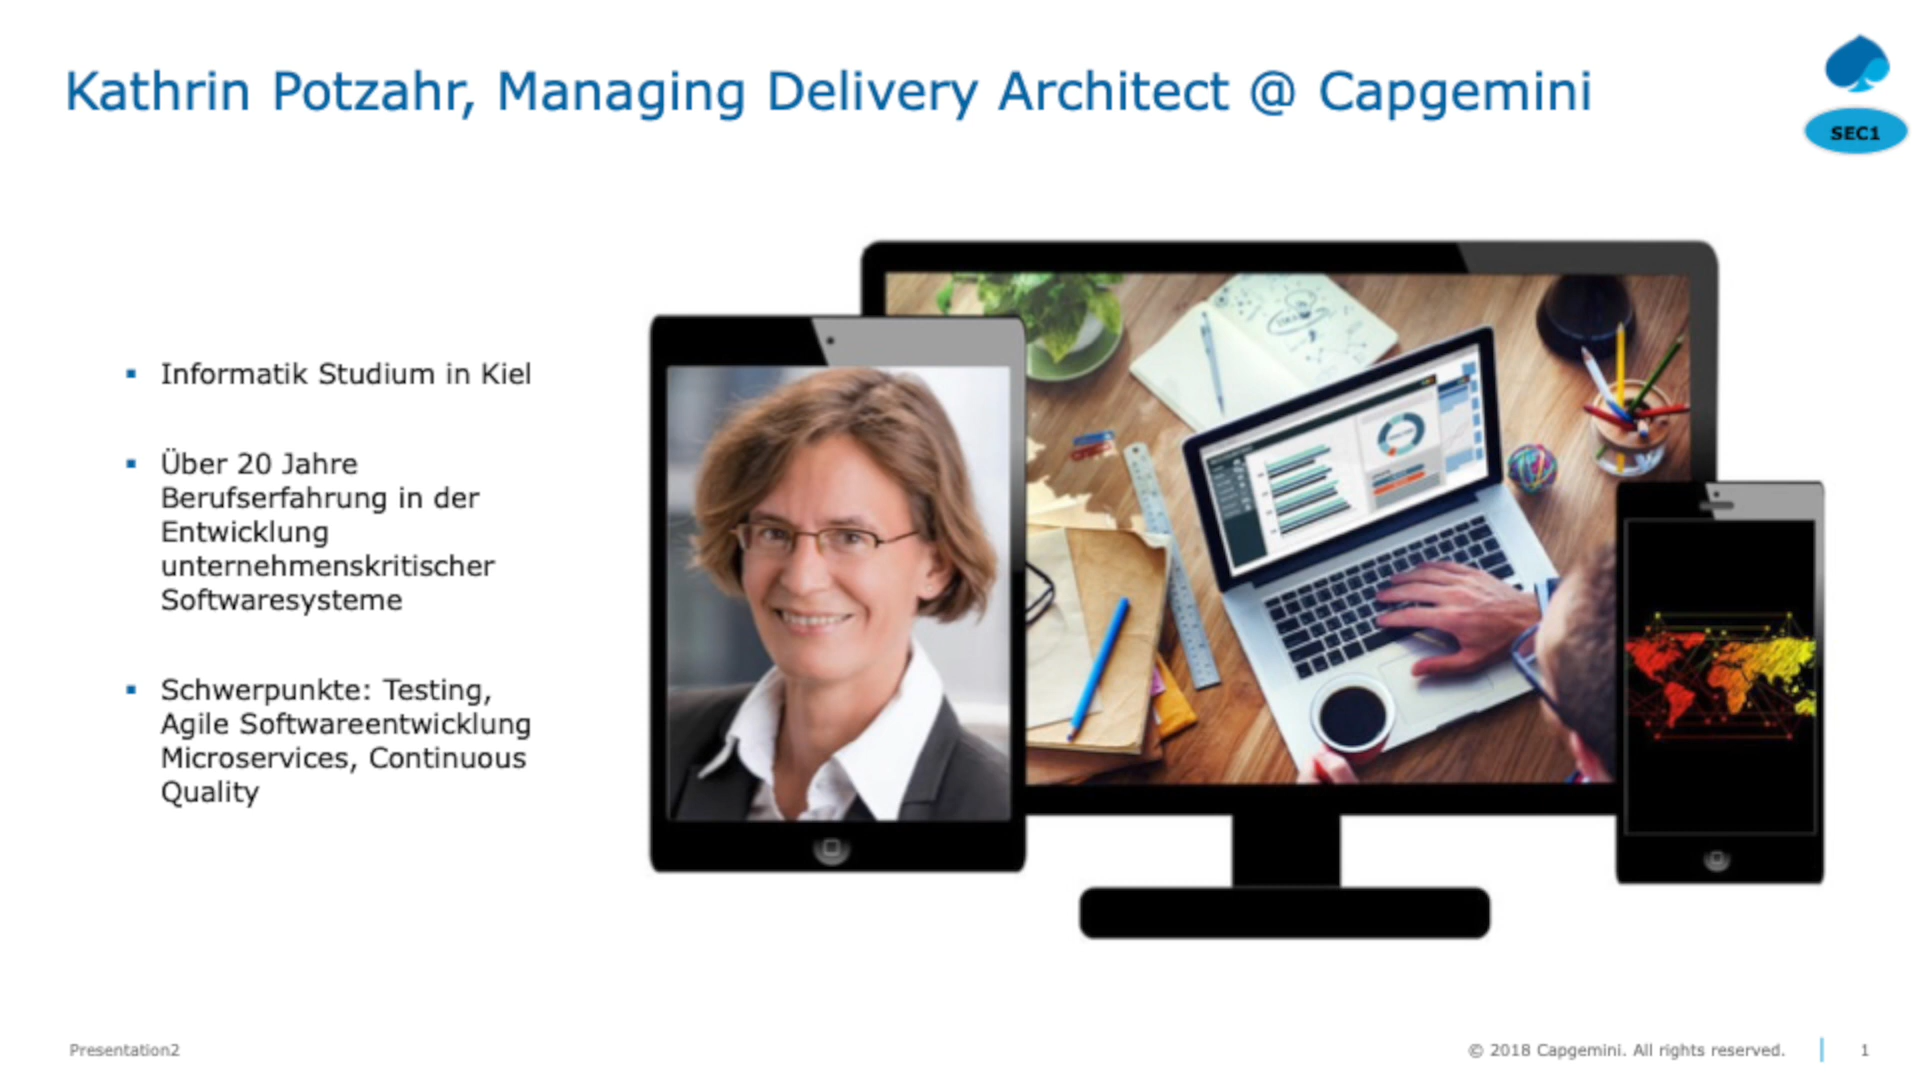 Kathrin Potzahr, Managing Delivery Architect @ Capgemini
SEC1
▪ Informatik Studium in Kiel
▪ Über 20 Jahre
Berufserfahrung in der
Entwicklung
unternehmenskritischer
Softwaresysteme
▪ Schwerpunkte: Testing,
Agile Softwareentwicklung
Microservices, Continuous
Quality
Presentation2
© 2018 Capgemini. All rights reserved.
1